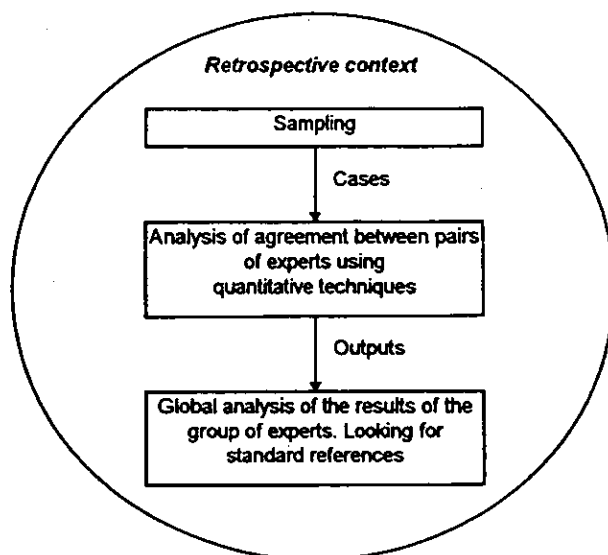 Retrospective context
Sampling
Cases
Analysis of agreement between pairs
of experts using
quantitative techniques
Outputs
Global analysis of the results of the
group of experts. Looking for
standard references